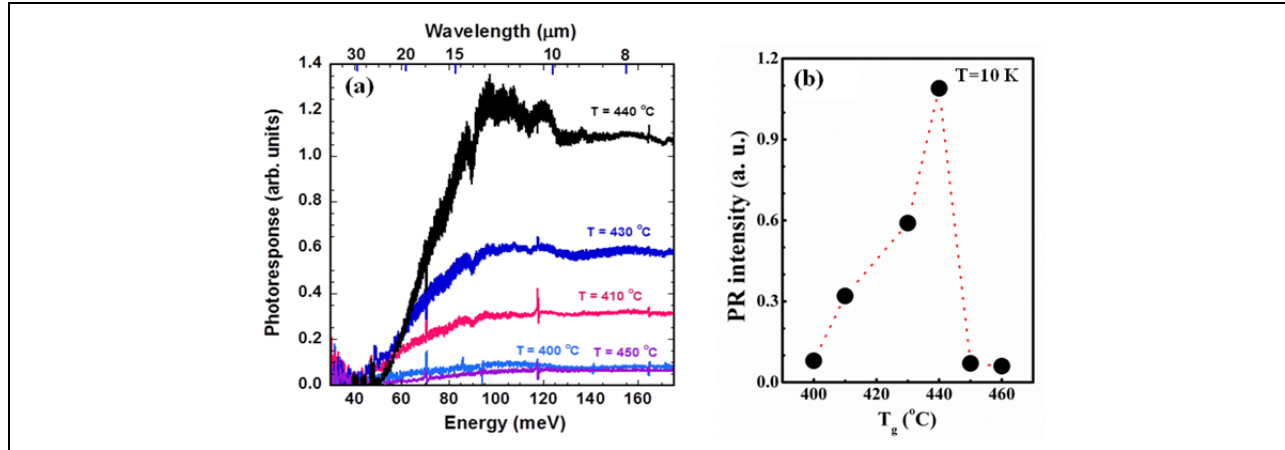 Wavelength (μm)
30 20 15 10 8
(a)
1.4
1.2
1.0
0.8
0.6
0.4
0.2
0.0
Photoresponse (arb. units)
T = 440 °C
T = 430 °C
T = 410 °C
T = 400 °C
T = 450 °C
40 60 80 100 120 140 160
Energy (meV)
(b)
T=10 K
1.2
0.9
0.6
0.3
0.0
PR intensity (a. u.)
400 420 440 460
Tg (°C)